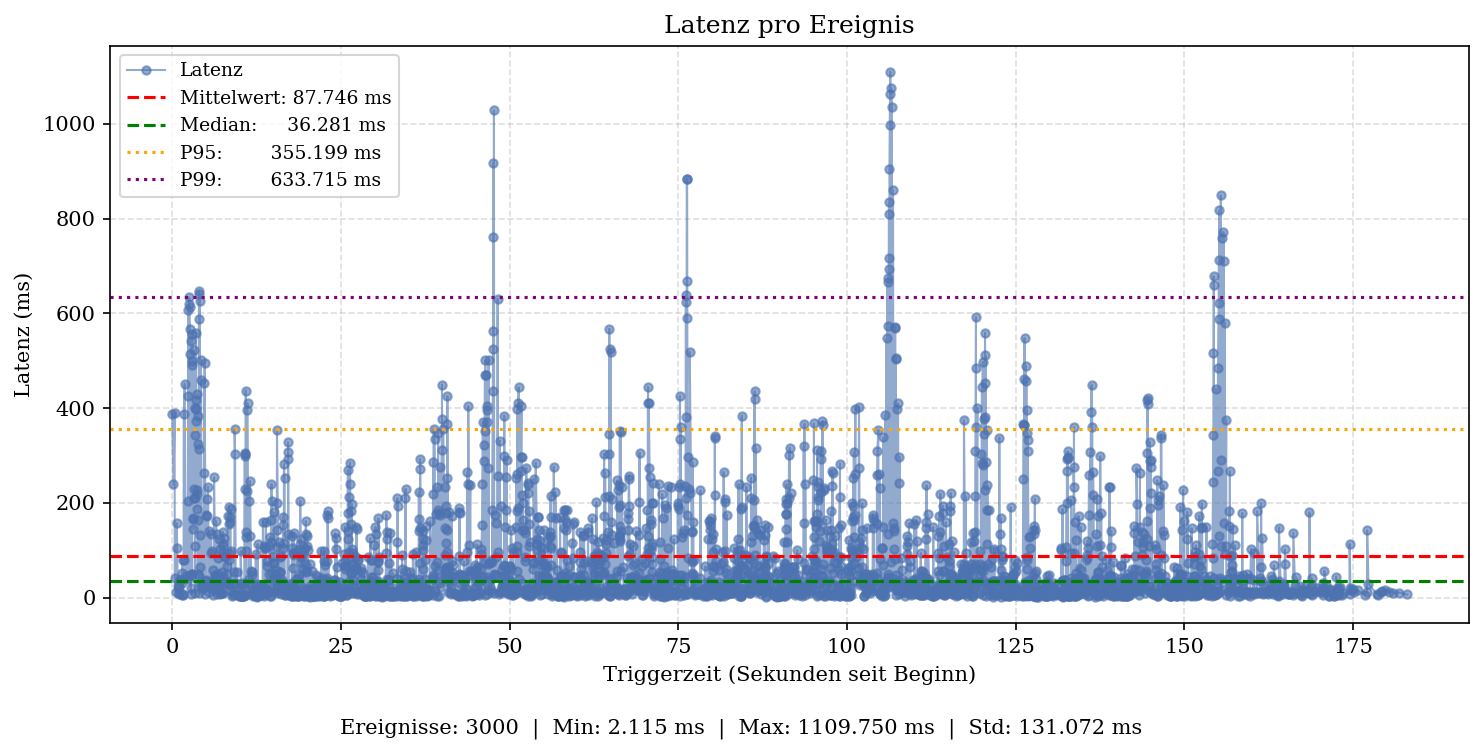 Latenz pro Ereignis
Latenz
Mittelwert: 87.746 ms
Median: 36.281 ms
P95: 355.199 ms
P99: 633.715 ms
Latenz (ms)
1000
800
600
400
200
0
0 25 50 75 100 125 150 175
Triggerzeit (Sekunden seit Beginn)
Ereignisse: 3000 | Min: 2.115 ms | Max: 1109.750 ms | Std: 131.072 ms